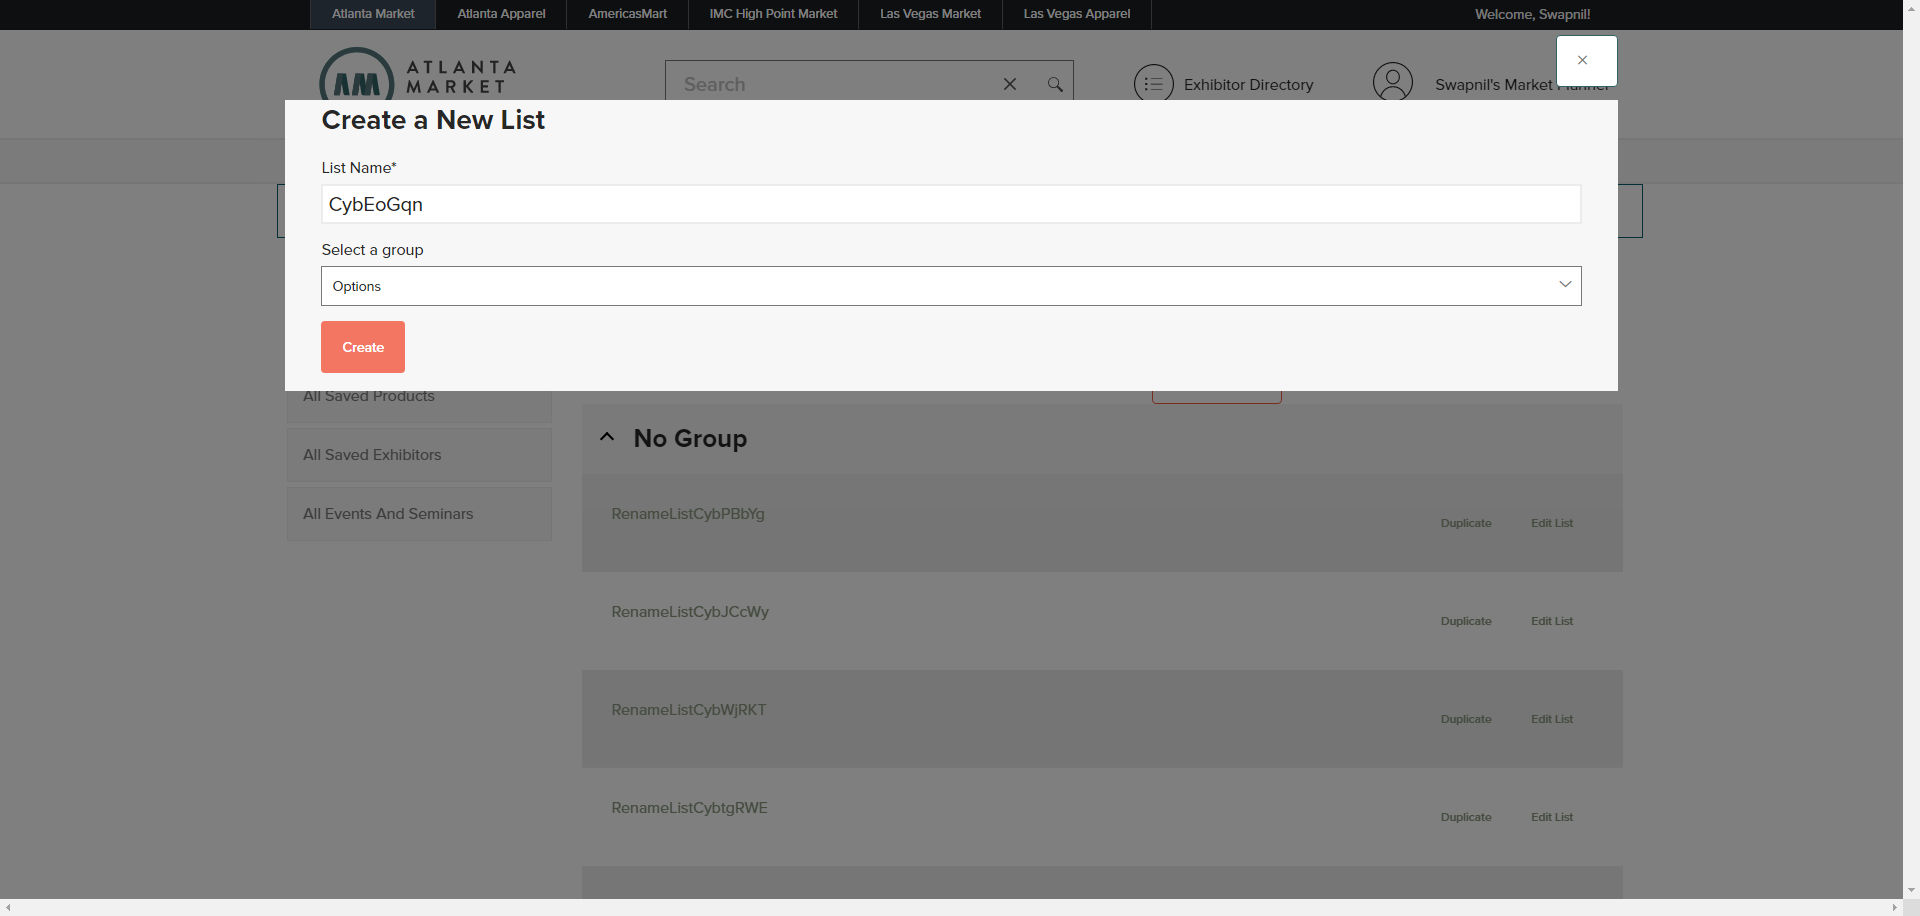 Atlanta Market
Atlanta Apparel
AmericasMart
IMC High Point Market
Las Vegas Market
Las Vegas Apparel
Welcome, Swapnil!
ATLANTA
MARKET
Search
Exhibitor Directory
Swapnil's Market Planner
Create a New List
List Name*
CybEoGqn
Select a group
Options
Create
All Saved Products
All Saved Exhibitors
All Events And Seminars
No Group
RenameListCybPBbYg
Duplicate
Edit List
RenameListCybJCcWy
Duplicate
Edit List
RenameListCybWjRKT
Duplicate
Edit List
RenameListCybtgRWE
Duplicate
Edit List